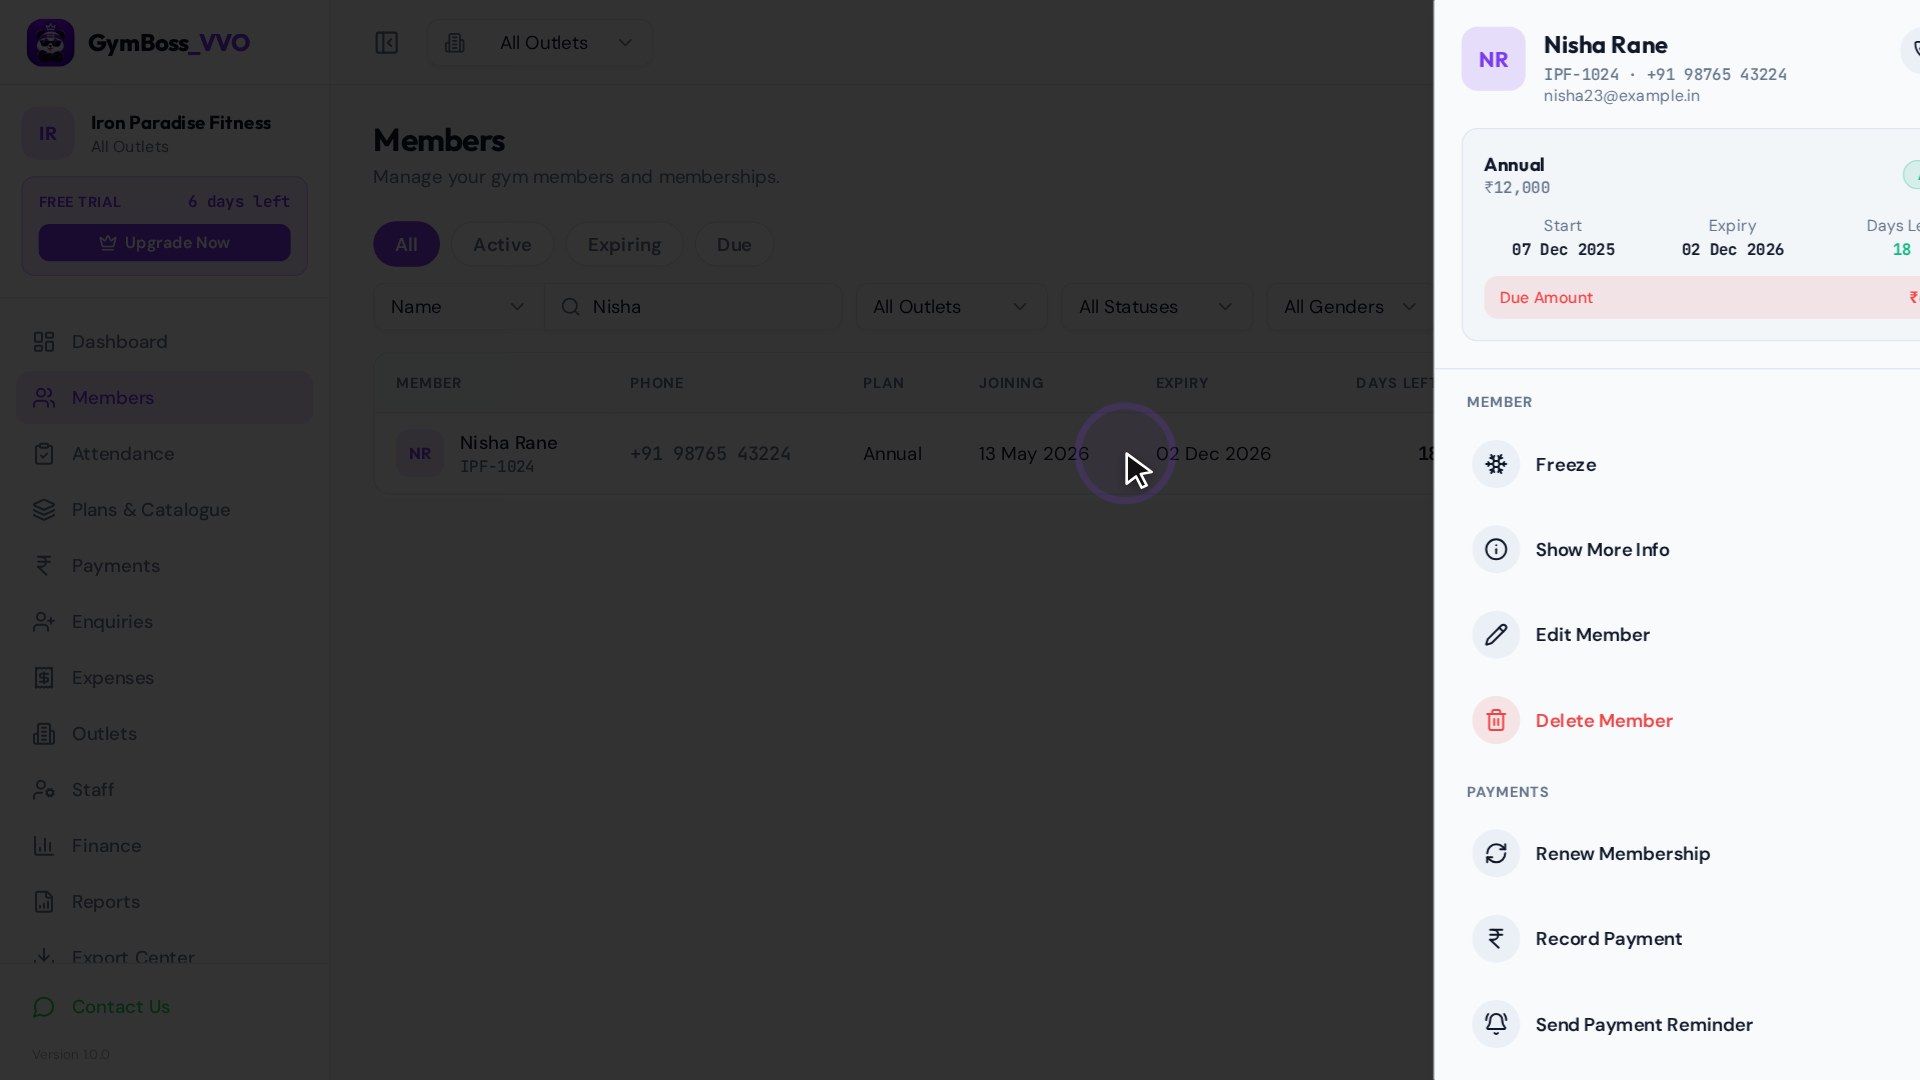 GymBoss_VVO
All Outlets
IR
Iron Paradise Fitness
All Outlets
FREE TRIAL 6 days left
Upgrade Now
Dashboard
Members
Attendance
Plans & Catalogue
Payments
Enquiries
Expenses
Outlets
Staff
Finance
Reports
Export Center
Contact Us
Version 1.0.0
Members
Manage your gym members and memberships.
All Active Expiring Due
Name Nisha All Outlets All Statuses All Genders
MEMBER PHONE PLAN JOINING EXPIRY DAYS LEFT
NR Nisha Rane +91 98765 43224 Annual 13 May 2026 02 Dec 2026
IPF-1024
NR
Nisha Rane
IPF-1024 · +91 98765 43224
nisha23@example.in
Annual
₹12,000
Start Expiry Days
07 Dec 2025 02 Dec 2026 18
Due Amount ₹
MEMBER
Freeze
Show More Info
Edit Member
Delete Member
PAYMENTS
Renew Membership
Record Payment
Send Payment Reminder